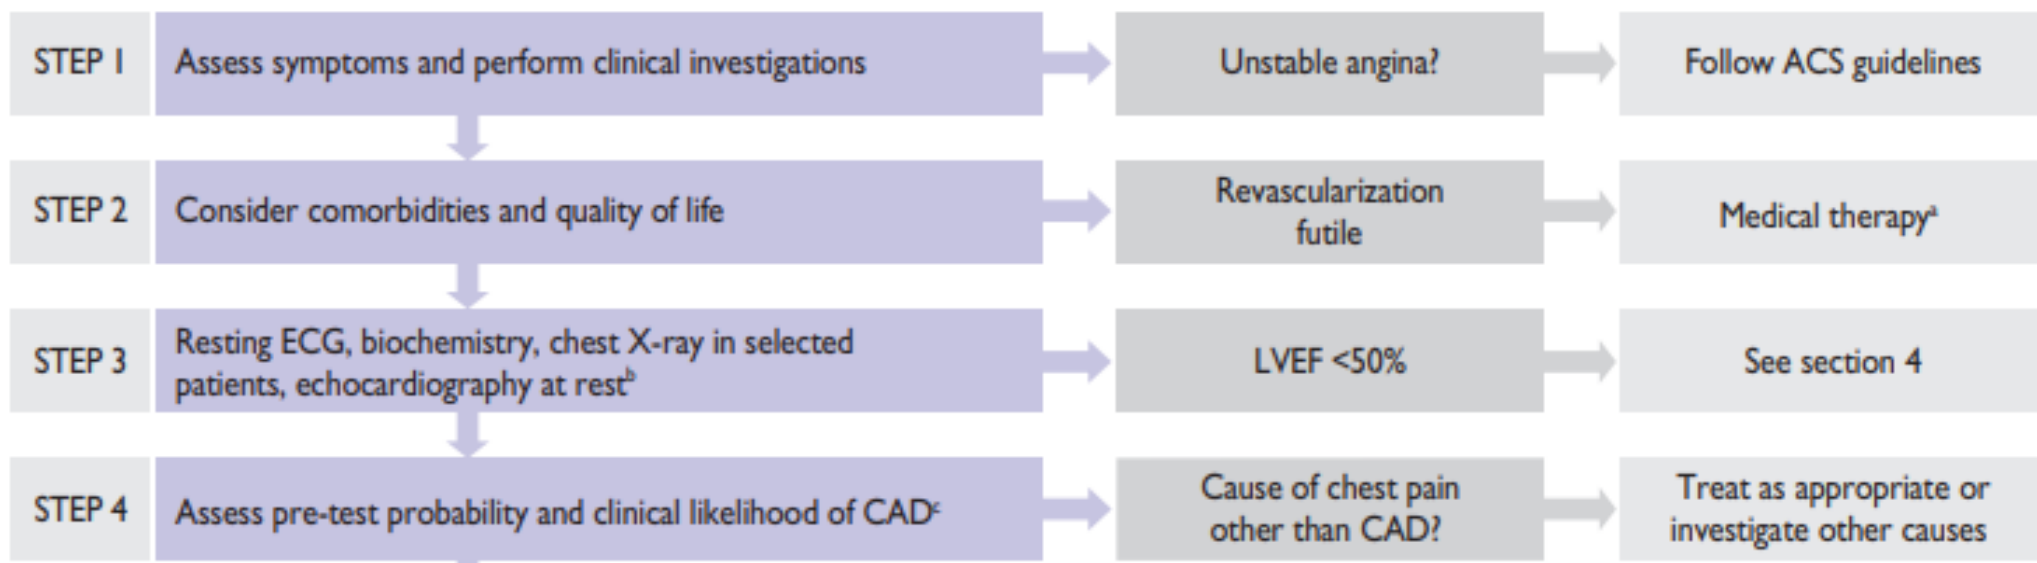 STEP 1
Assess symptoms and perform clinical investigations
Unstable angina?
Follow ACS guidelines
STEP 2
Consider comorbidities and quality of life
Revascularization
futile
Medical therapyᵃ
STEP 3
Resting ECG, biochemistry, chest X-ray in selected
patients, echocardiography at restᵇ
LVEF <50%
See section 4
STEP 4
Assess pre-test probability and clinical likelihood of CADᶜ
Cause of chest pain
other than CAD?
Treat as appropriate or
investigate other causes